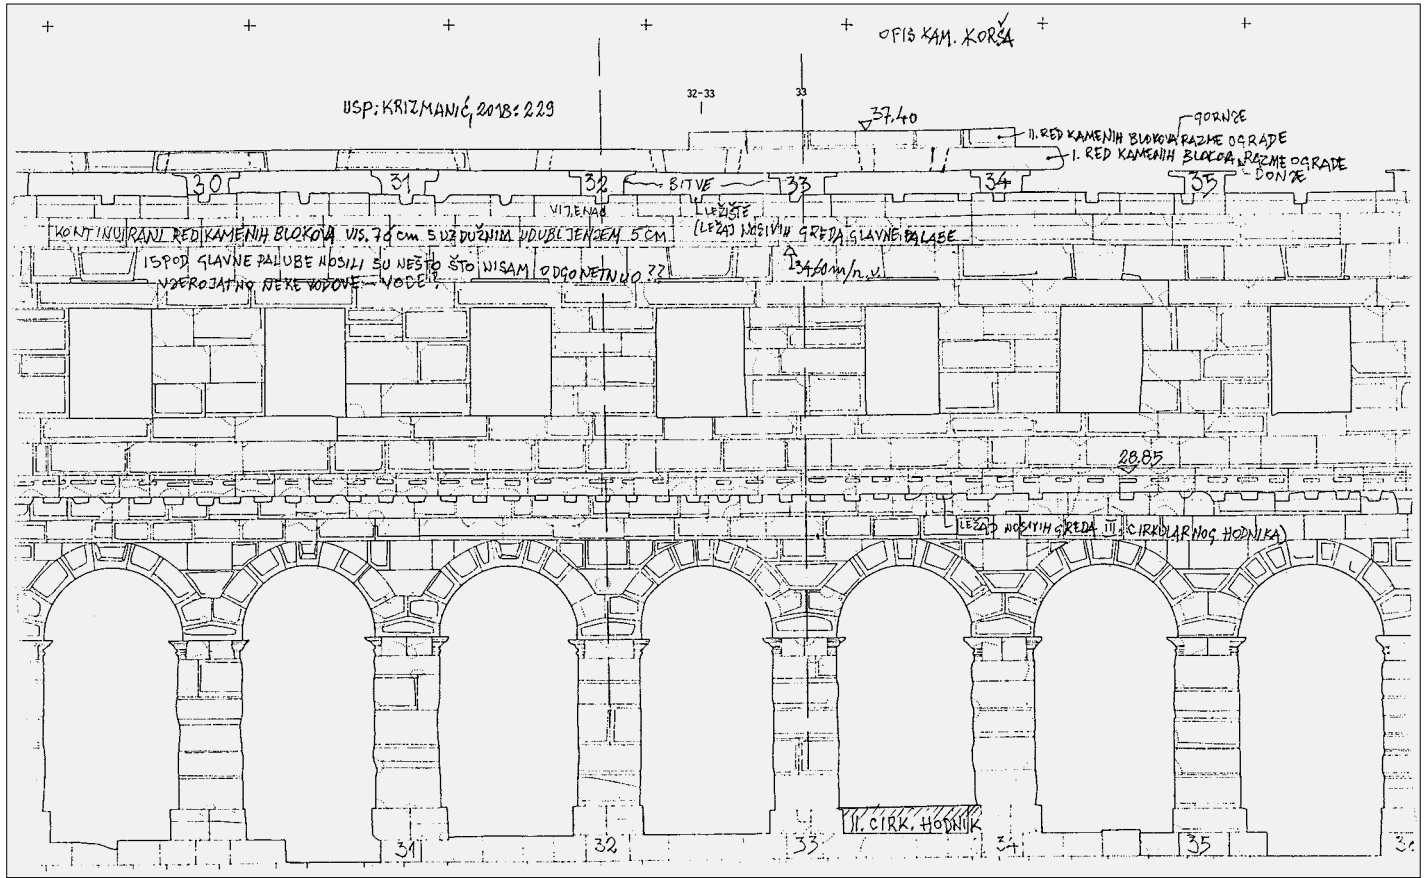 OPIS KAM. KORŠA
USP: KRIZMANIĆ, 2018: 229
32-33
33
37.40
GORNJE
II. RED KAMENIH BLOKOVA RAZME OGRADE
I. RED KAMENIH BLOKOVA RAZME OGRADE
DONJE
30
31
32
BITVE
33
34
35
VIJENAC
LEŽIŠTE
KONTINUIRANI RED KAMENIH BLOKOVA VIS. 76 cm S UZDUŽNIM UDUBLJENJEM 5 CM
(LEŽAJ NOSIVIH GREDA GLAVNE PALUBE
ISPOD GLAVNE PALUBE NOSILI SU NEŠTO ŠTO NISAM ODGONETNUO ??
34,60 m/n.v.
VJEROJATNO NEKE VODOVE - VODE?
28.85
LEŽAJ NOSIVIH GREDA III. CIRKULARNOG HODNIKA)
II. CIRK. HODNIK
31
32
33
34
35